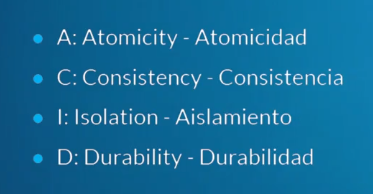 A: Atomicity - Atomicidad
C: Consistency - Consistencia
I: Isolation - Aislamiento
D: Durability - Durabilidad